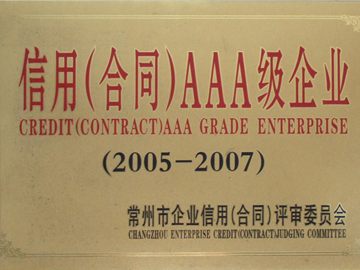 信用(合同)AAA级企业
CREDIT(CONTRACT)AAA GRADE ENTERPRISE
(2005-2007)
常州市企业信用(合同)评审委员会
CHANGZHOU ENTERPRISE CREDIT(CONTRACT)JUDGING COMMITTEE